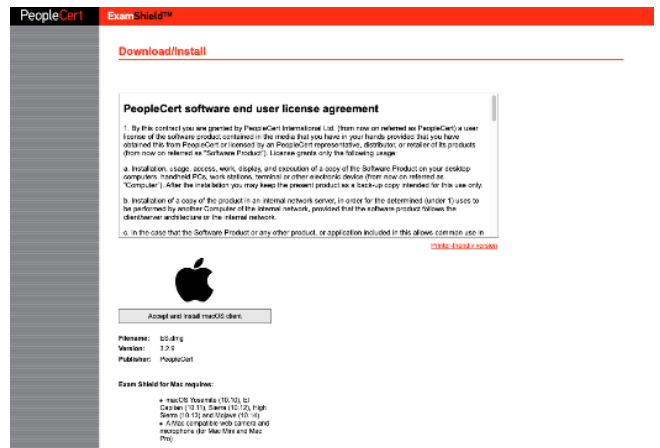 PeopleCert
ExamShield™
Download/Install
PeopleCert software end user license agreement
1. By this contract you are granted by PeopleCert International Ltd. (from now on referred as PeopleCert) a user
license of the software product contained in the media that you have in your hands provided that you have
obtained this from PeopleCert or licensed by an PeopleCert representative, distributor, or retailer of its products
(from now on referred as "Software Product"). License grants only the following usage:
a. Installation, usage, access, work, display, and execution of a copy of the Software Product on your desktop
computers, handheld PCs, work stations, terminal or other electronic device (from now on referred as
"Computer"). After the installation you may keep the present product as a back-up copy intended for this use only.
b. Installation of a copy of the product in an internal network server, in order for the determined (under 1) uses to
be performed by another Computer of the internal network, provided that the software product follows the
client/server architecture or the internal network.
c. In the case that the Software Product or any other product, or application included in this allows common use in
Printer-friendly version
Accept and Install macOS client
Filename: ES.dmg
Version: 3.2.9
Publisher: PeopleCert
Exam Shield for Mac requires:
• macOS Yosemite (10.10), El
Capitan (10.11), Sierra (10.12), High
Sierra (10.13) and Mojave (10.14)
• A Mac compatible web camera and
microphone (for Mac Mini and Mac
Pro)